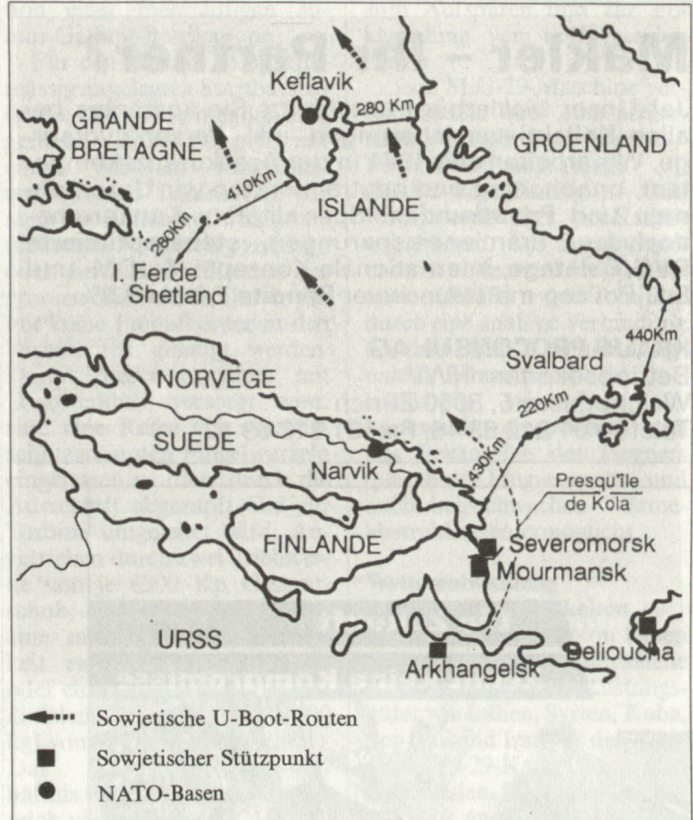 Keflavik
280 Km
GRANDE
BRETAGNE
GROENLAND
410Km
ISLANDE
280Km
Ferde
Shetland
440Km
Svalbard
NORVEGE
220Km
SUEDE
430Km
Narvik
Presqu'île
de Kola
FINLANDE
Severomorsk
Mourmansk
URSS
Arkhangelsk
Belioucha
Sowjetische U-Boot-Routen
Sowjetischer Stützpunkt
NATO-Basen